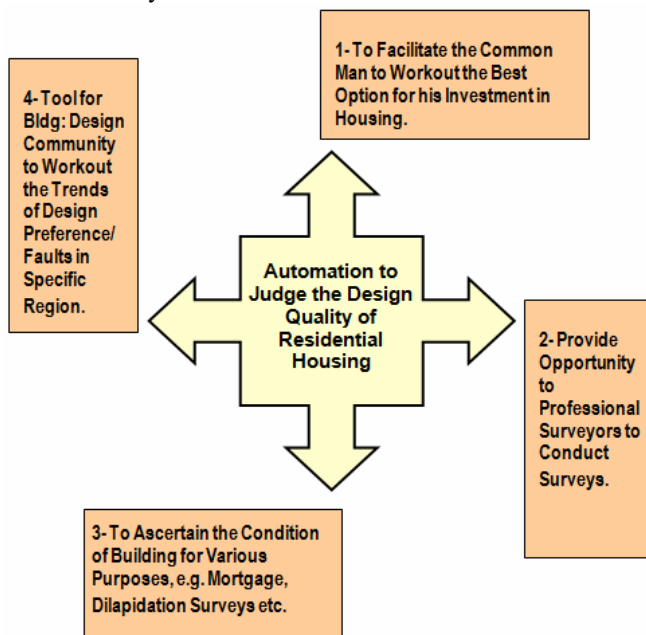 1- To Facilitate the Common
Man to Workout the Best
Option for his Investment in
Housing.
4- Tool for
Bldg: Design
Community
to Workout
the Trends
of Design
Preference/
Faults in
Specific
Region.
Automation to
Judge the Design
Quality of
Residential
Housing
2- Provide
Opportunity
to
Professional
Surveyors to
Conduct
Surveys.
3- To Ascertain the Condition
of Building for Various
Purposes, e.g. Mortgage,
Dilapidation Surveys etc.